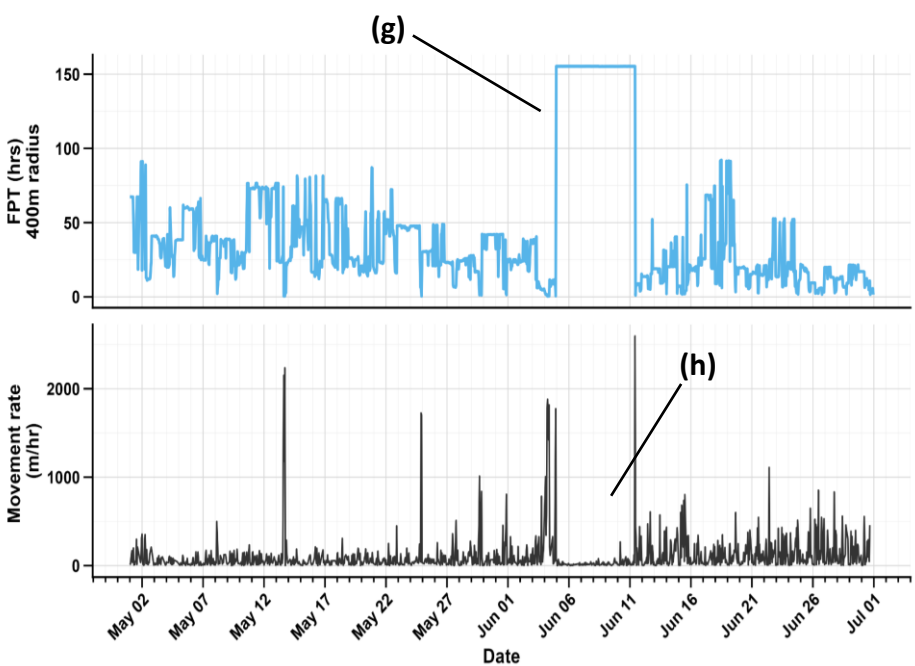 (g)
FPT (hrs)
400m radius
150
100
50
0
(h)
Movement rate
(m/hr)
2000
1000
0
May 02
May 07
May 12
May 17
May 22
May 27
Jun 01
Jun 06
Jun 11
Jun 16
Jun 21
Jun 26
Jul 01
Date